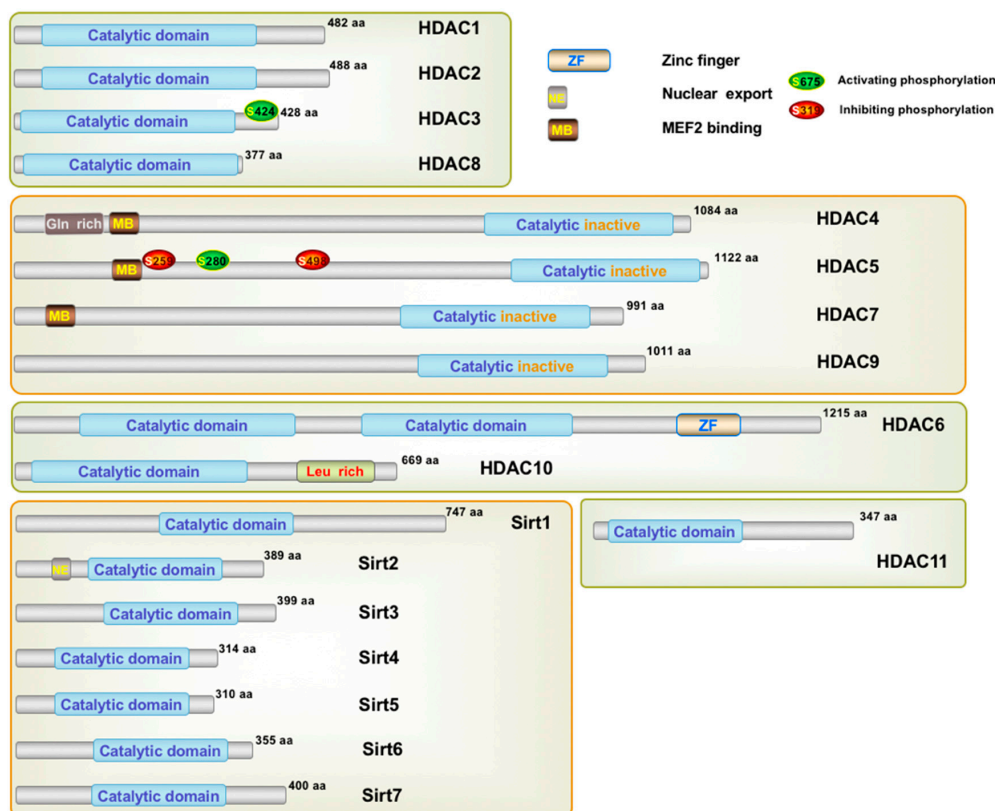 Catalytic domain 482 aa HDAC1
Catalytic domain 488 aa HDAC2
Catalytic domain S424 428 aa HDAC3
Catalytic domain 377 aa HDAC8
ZF Zinc finger
NE Nuclear export
MB MEF2 binding
S675 Activating phosphorylation
S319 Inhibiting phosphorylation
Gln rich MB Catalytic inactive 1084 aa HDAC4
MB S259 S280 S498 Catalytic inactive 1122 aa HDAC5
MB Catalytic inactive 991 aa HDAC7
Catalytic inactive 1011 aa HDAC9
Catalytic domain Catalytic domain ZF 1215 aa HDAC6
Catalytic domain Leu rich 669 aa HDAC10
Catalytic domain 747 aa Sirt1
NE Catalytic domain 389 aa Sirt2
Catalytic domain 399 aa Sirt3
Catalytic domain 314 aa Sirt4
Catalytic domain 310 aa Sirt5
Catalytic domain 355 aa Sirt6
Catalytic domain 400 aa Sirt7
Catalytic domain 347 aa
HDAC11